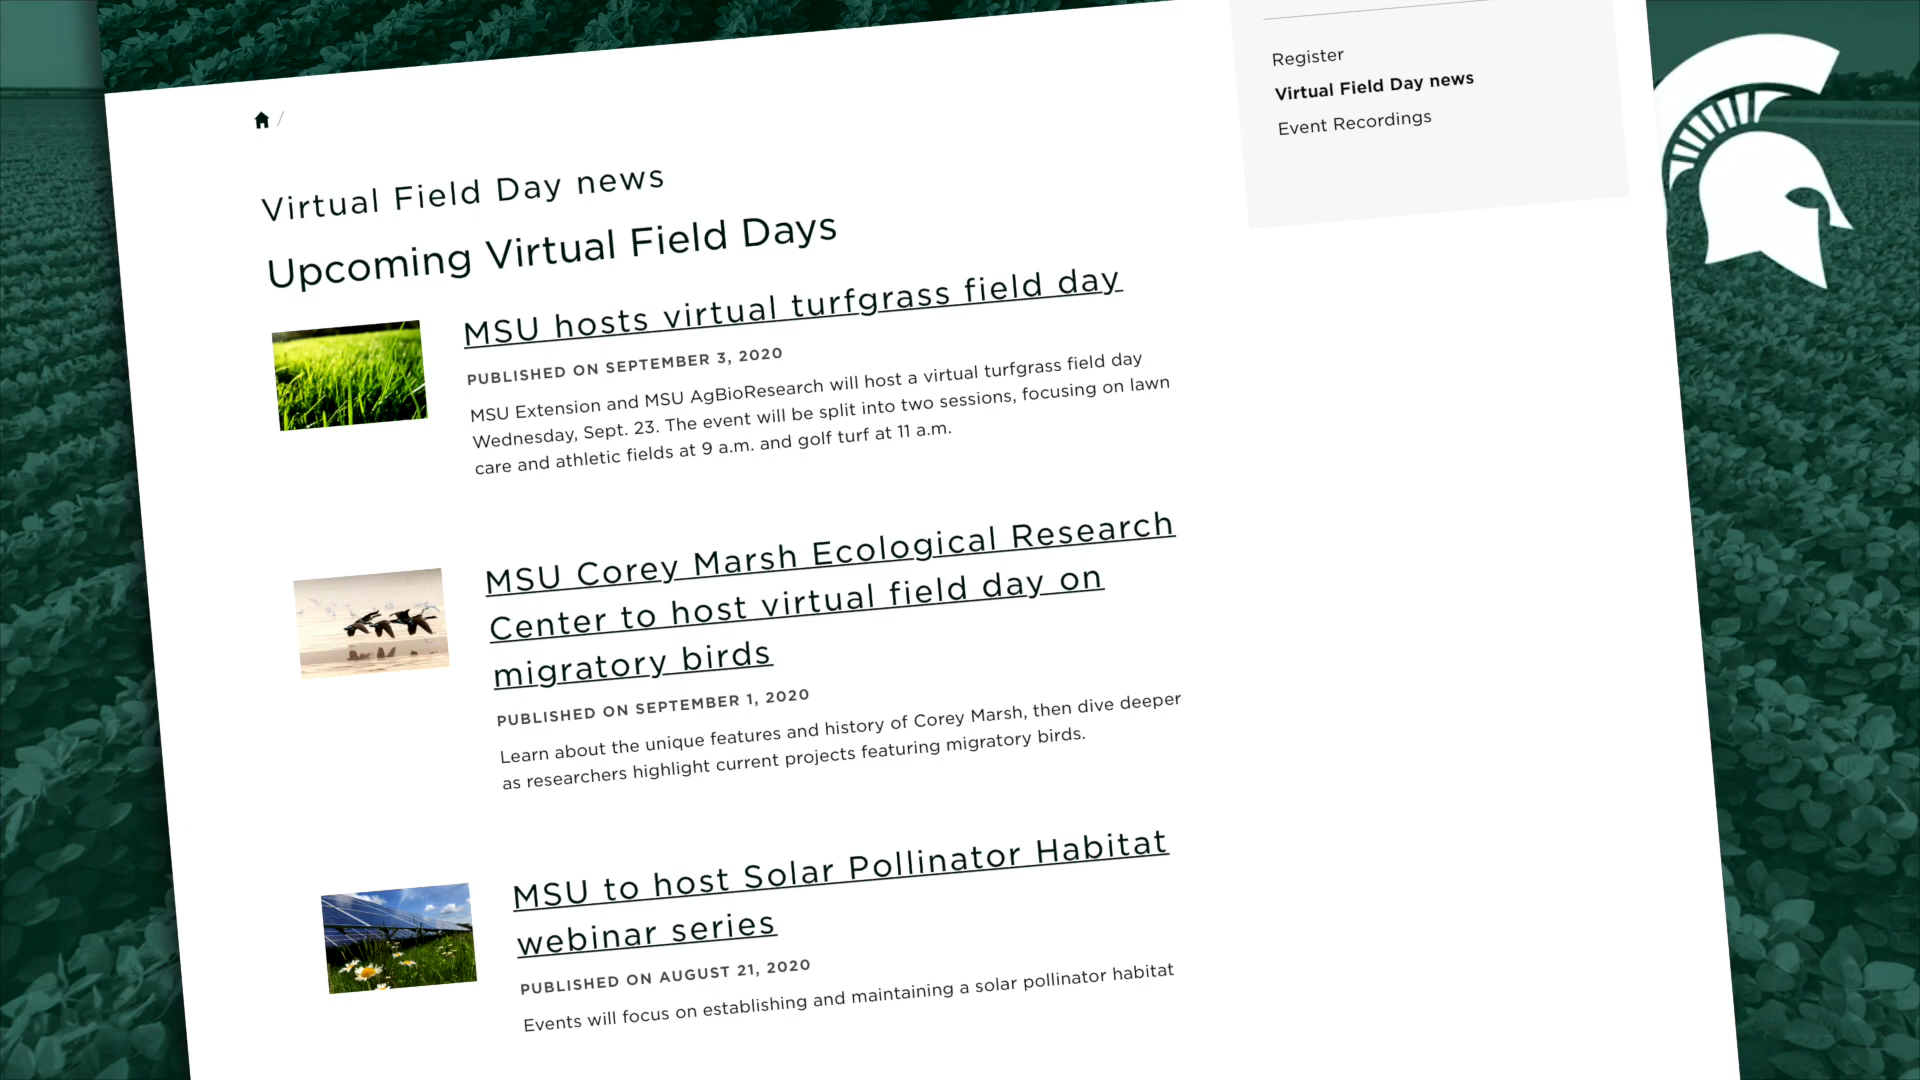 Register
Virtual Field Day news
Event Recordings
/
Virtual Field Day news
Upcoming Virtual Field Days
MSU hosts virtual turfgrass field day
PUBLISHED ON SEPTEMBER 3, 2020
MSU Extension and MSU AgBioResearch will host a virtual turfgrass field day
Wednesday, Sept. 23. The event will be split into two sessions, focusing on lawn
care and athletic fields at 9 a.m. and golf turf at 11 a.m.
MSU Corey Marsh Ecological Research
Center to host virtual field day on
migratory birds
PUBLISHED ON SEPTEMBER 1, 2020
Learn about the unique features and history of Corey Marsh, then dive deeper
as researchers highlight current projects featuring migratory birds.
MSU to host Solar Pollinator Habitat
webinar series
PUBLISHED ON AUGUST 21, 2020
Events will focus on establishing and maintaining a solar pollinator habitat